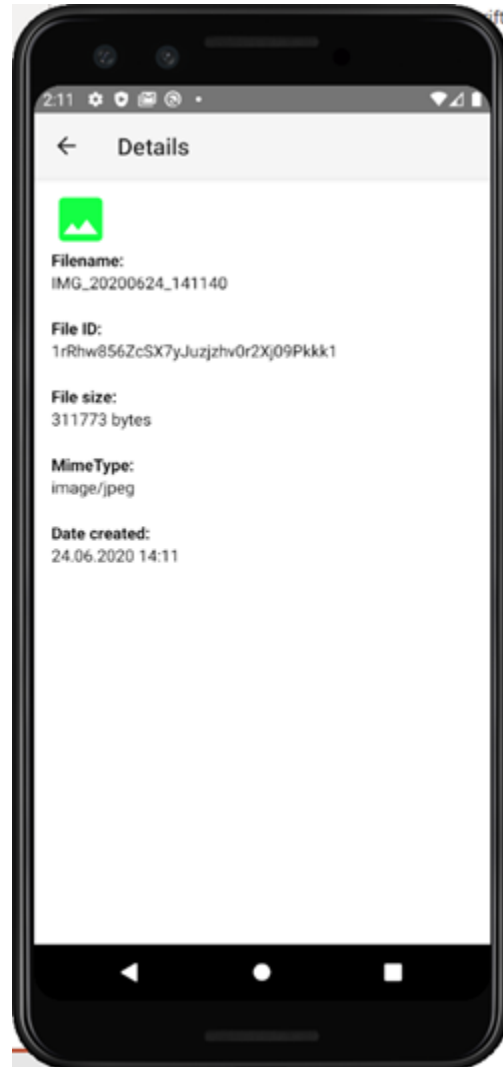 2:11
Details
Filename:
IMG_20200624_141140
File ID:
1rRhw856ZcSX7yJuzjzhv0r2Xj09Pkkk1
File size:
311773 bytes
MimeType:
image/jpeg
Date created:
24.06.2020 14:11